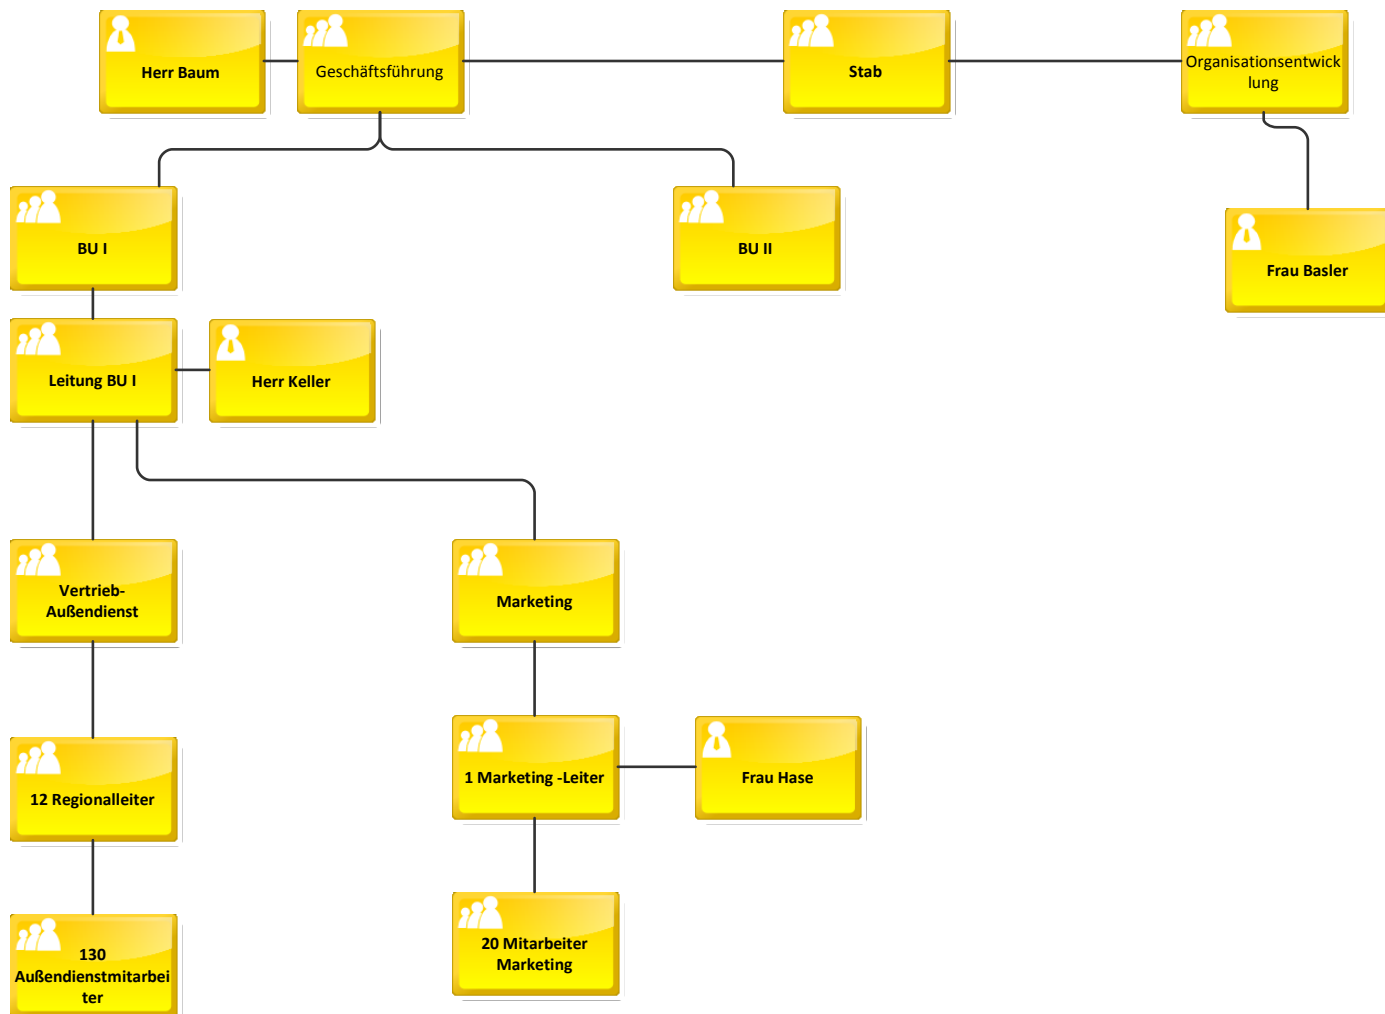 Herr Baum
Geschäftsführung
Stab
Organisationsentwick
lung
BU I
BU II
Frau Basler
Leitung BU I
Herr Keller
Vertrieb-
Außendienst
Marketing
12 Regionalleiter
1 Marketing -Leiter
Frau Hase
130
Außendienstmitarbei
ter
20 Mitarbeiter
Marketing